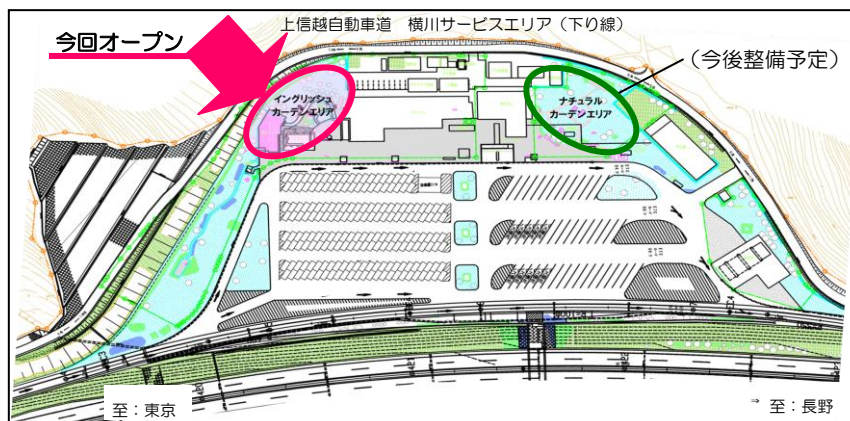 上信越自動車道　横川サービスエリア（下り線）
今回オープン
（今後整備予定）
イングリッシュ
ガーデンエリア
ナチュラル
ガーデンエリア
至：東京
⇒ 至：長野